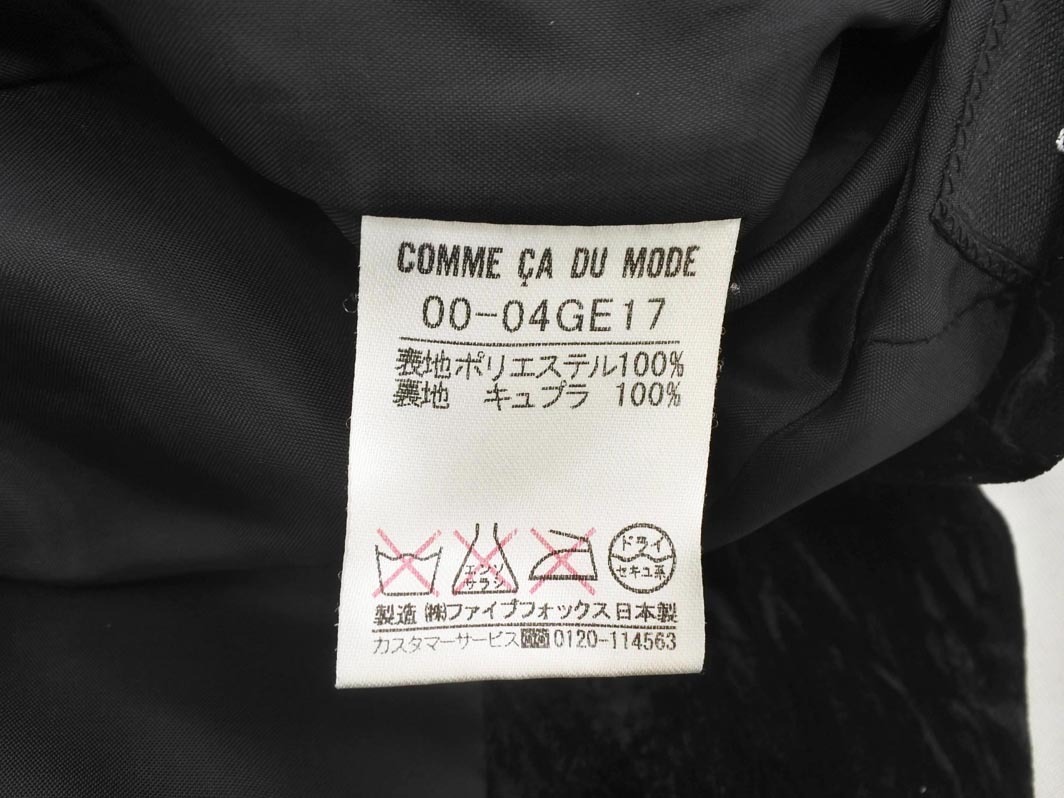 COMME ÇA DU MODE
00-04GE17
表地ポリエステル100%
裏地 キュプラ 100%
エンソ
サラシ
ドライ
セキユ系
製造 ㈱ファイブフォックス 日本製
カスタマーサービス 0120-114563